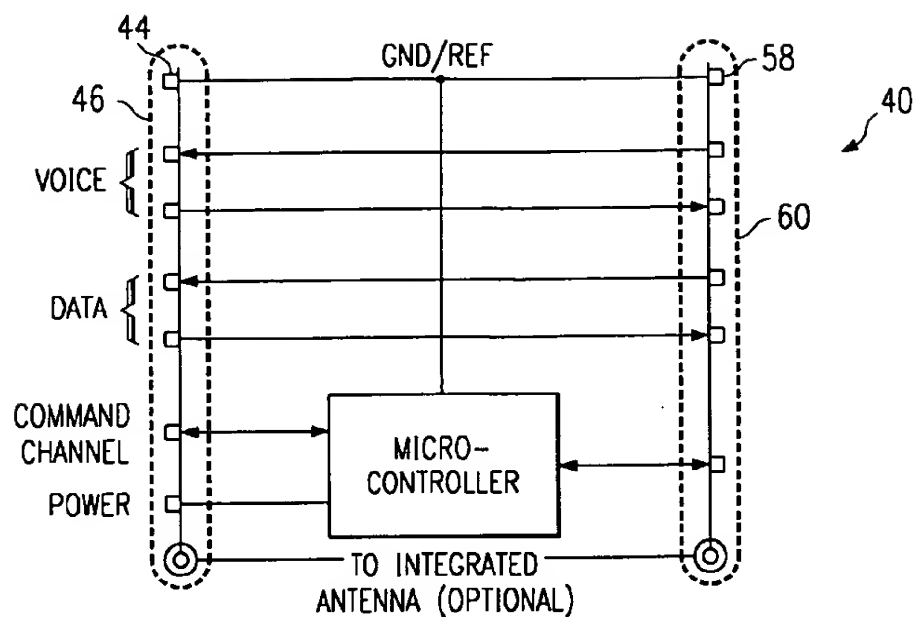 44
GND/REF
58
46
40
VOICE
60
DATA
COMMAND
CHANNEL
MICRO-
CONTROLLER
POWER
TO INTEGRATED
ANTENNA (OPTIONAL)